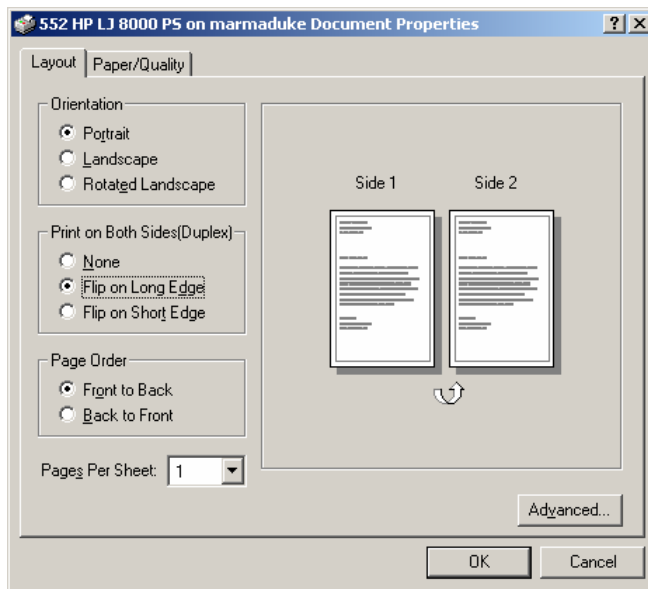 552 HP LJ 8000 PS on marmaduke Document Properties
Layout
Paper/Quality
Orientation
Portrait
Landscape
Rotated Landscape
Print on Both Sides(Duplex)
None
Flip on Long Edge
Flip on Short Edge
Page Order
Front to Back
Back to Front
Pages Per Sheet: 1
Side 1 Side 2
Advanced...
OK Cancel